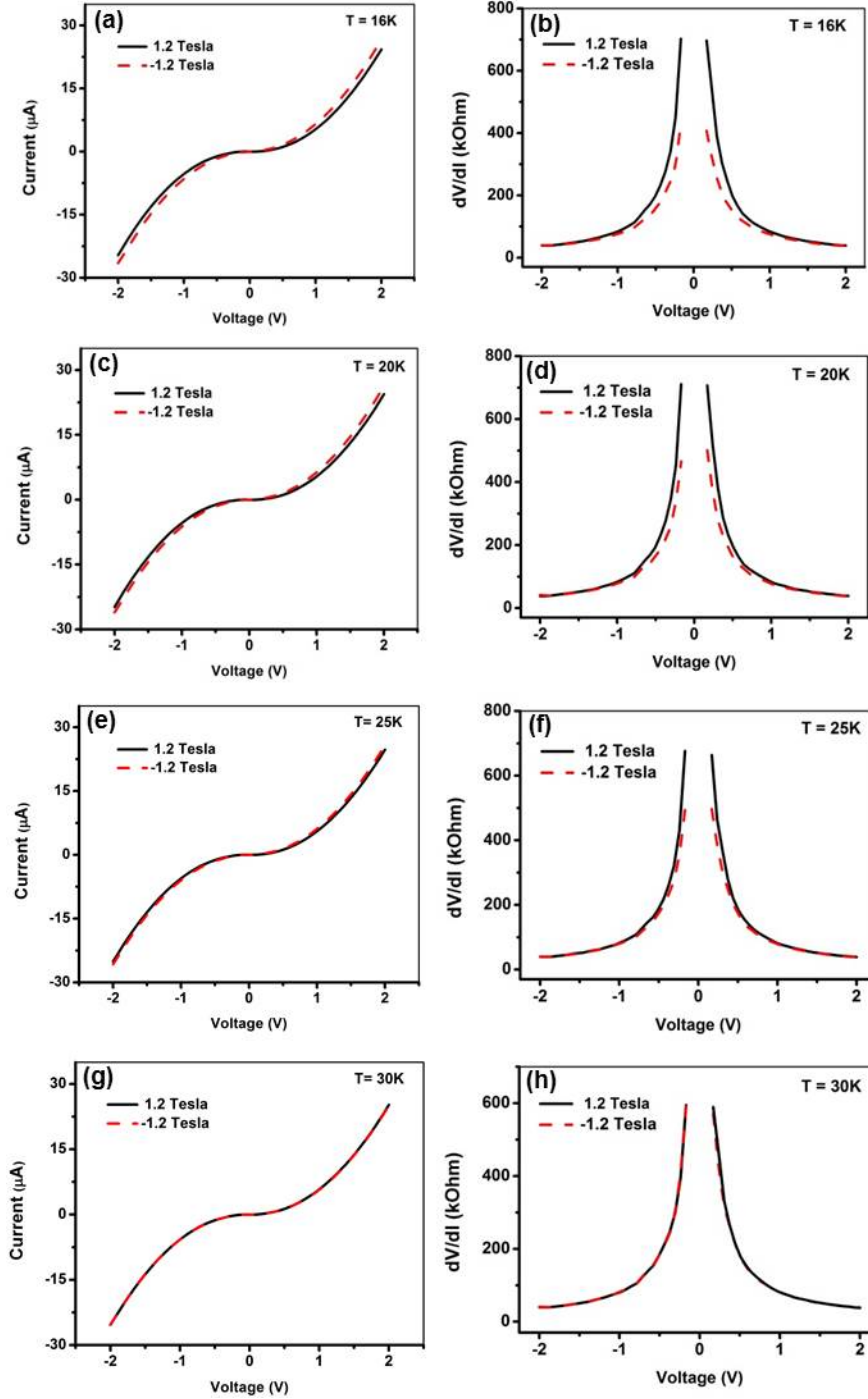 (a)
35
15
0
-15
-30
Current (µA)
1.2 Tesla
-1.2 Tesla
T = 16K
-2 -1 0 1 2
Voltage (V)
(b)
800
600
400
200
0
dV/dI (kOhm)
1.2 Tesla
-1.2 Tesla
T = 16K
-2 -1 0 1 2
Voltage (V)
(c)
30
15
0
-15
-30
Current (µA)
1.2 Tesla
-1.2 Tesla
T = 20K
-2 -1 0 1 2
Voltage (V)
(d)
800
600
400
200
0
dV/dI (kOhm)
1.2 Tesla
-1.2 Tesla
T = 20K
-2 -1 0 1 2
Voltage (V)
(e)
30
15
0
-15
-30
Current (µA)
1.2 Tesla
-1.2 Tesla
T= 25K
-2 -1 0 1 2
Voltage (V)
(f)
800
600
400
200
0
dV/dI (kOhm)
1.2 Tesla
-1.2 Tesla
T = 25K
-2 -1 0 1 2
Voltage (V)
(g)
30
15
0
-15
-30
Current (µA)
1.2 Tesla
-1.2 Tesla
T= 30K
-2 -1 0 1 2
Voltage (V)
(h)
600
400
200
0
dV/dI (kOhm)
1.2 Tesla
-1.2 Tesla
T = 30K
-2 -1 0 1 2
Voltage (V)